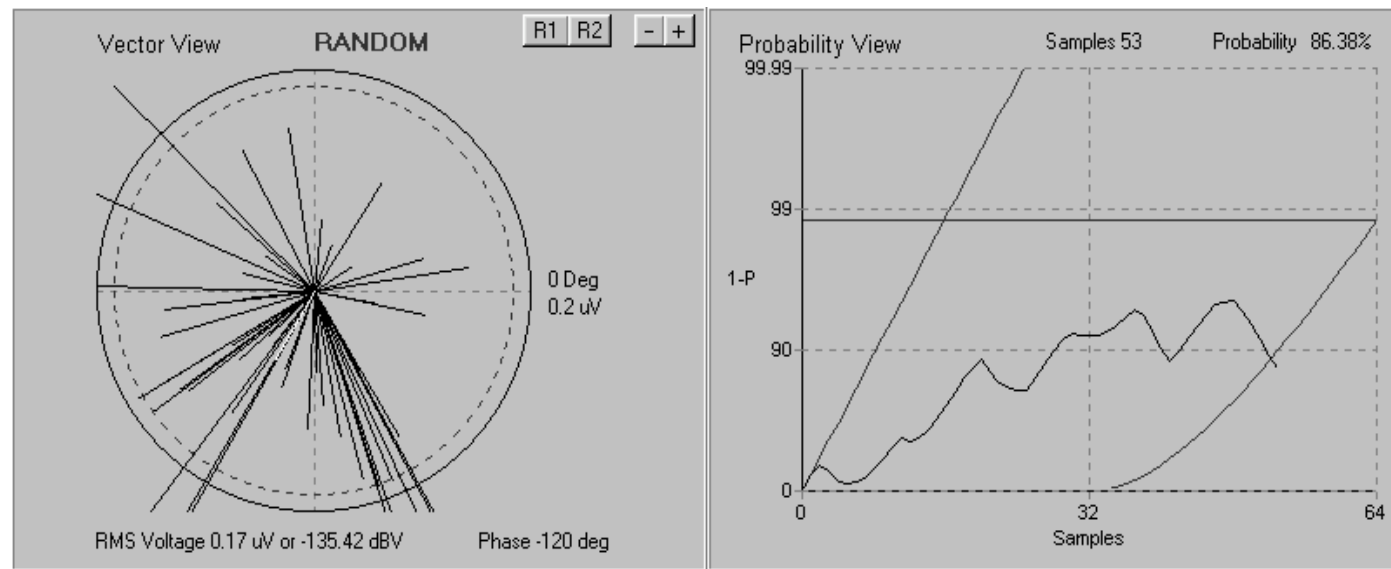 Vector View RANDOM R1 R2 - +
0 Deg
0.2 uV
RMS Voltage 0.17 uV or -135.42 dBV Phase -120 deg
Probability View Samples 53 Probability 86.38%
99.99
99
1-P
90
0
0 32 64
Samples